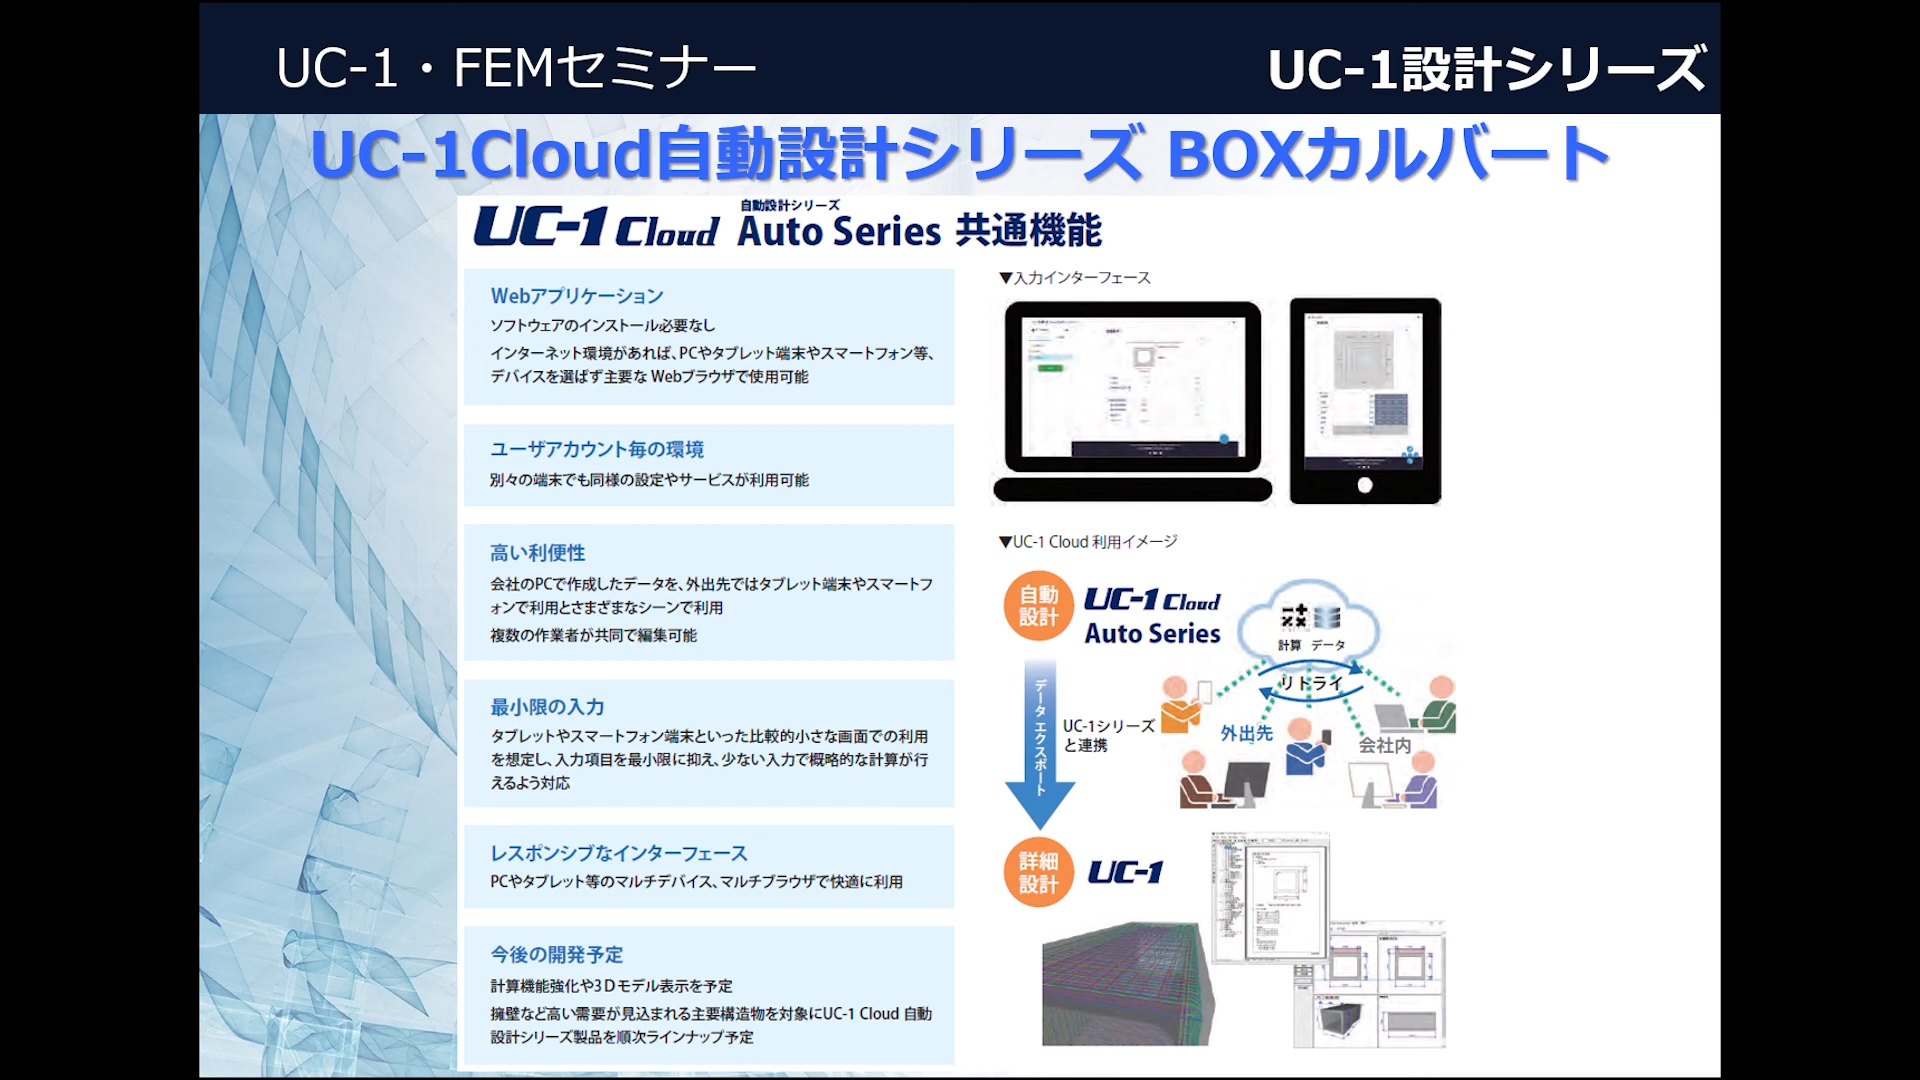 UC-1・FEMセミナー
UC-1設計シリーズ
UC-1Cloud自動設計シリーズ BOXカルバート
自動設計シリーズ
UC-1 Cloud Auto Series 共通機能
Webアプリケーション
ソフトウェアのインストール必要なし
インターネット環境があれば、PCやタブレット端末やスマートフォン等、
デバイスを選ばず主要な Webブラウザで使用可能
ユーザアカウント毎の環境
別々の端末でも同様の設定やサービスが利用可能
高い利便性
会社のPCで作成したデータを、外出先ではタブレット端末やスマートフ
ォンで利用とさまざまなシーンで利用
複数の作業者が共同で編集可能
最小限の入力
タブレットやスマートフォン端末といった比較的小さな画面での利用
を想定し、入力項目を最小限に抑え、少ない入力で概略的な計算が行
えるよう対応
レスポンシブなインターフェース
PCやタブレット等のマルチデバイス、マルチブラウザで快適に利用
今後の開発予定
計算機能強化や3Dモデル表示を予定
擁壁など高い需要が見込まれる主要構造物を対象にUC-1 Cloud 自動
設計シリーズ製品を順次ラインナップ予定
▼入力インターフェース
▼UC-1 Cloud 利用イメージ
自動
設計
UC-1 Cloud
Auto Series
計算 データ
リトライ
データ エクスポート
UC-1シリーズ
と連携
外出先
会社内
詳細
設計
UC-1